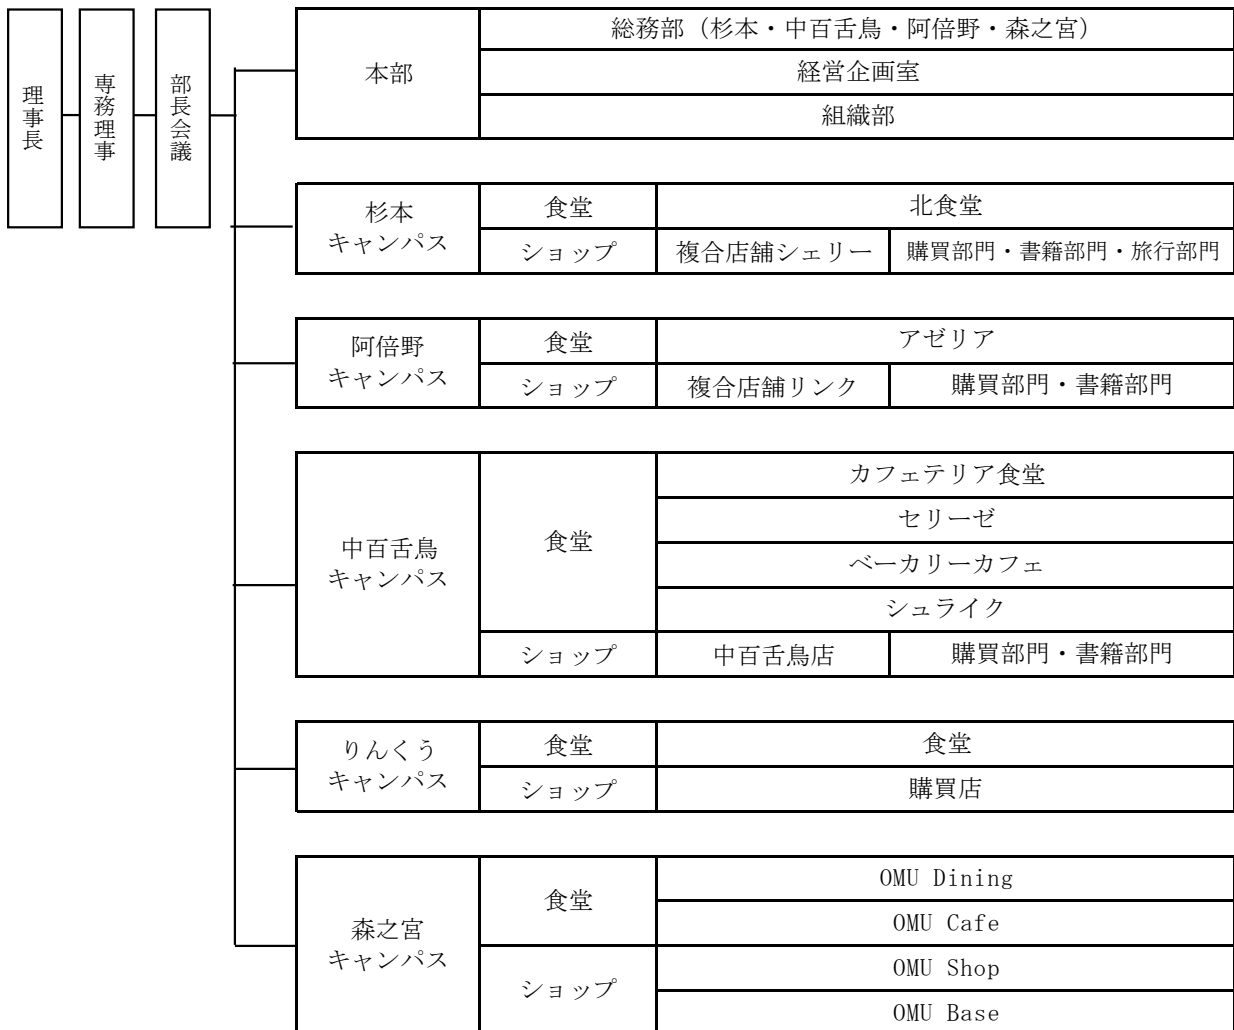 理事長
専務理事
部長会議
本部
総務部（杉本・中百舌鳥・阿倍野・森之宮）
経営企画室
組織部
杉本
キャンパス
食堂
北食堂
ショップ
複合店舗シェリー
購買部門・書籍部門・旅行部門
阿倍野
キャンパス
食堂
アゼリア
ショップ
複合店舗リンク
購買部門・書籍部門
中百舌鳥
キャンパス
食堂
カフェテリア食堂
セリーゼ
ベーカリーカフェ
シュライク
ショップ
中百舌鳥店
購買部門・書籍部門
りんくう
キャンパス
食堂
食堂
ショップ
購買店
森之宮
キャンパス
食堂
OMU Dining
OMU Cafe
ショップ
OMU Shop
OMU Base